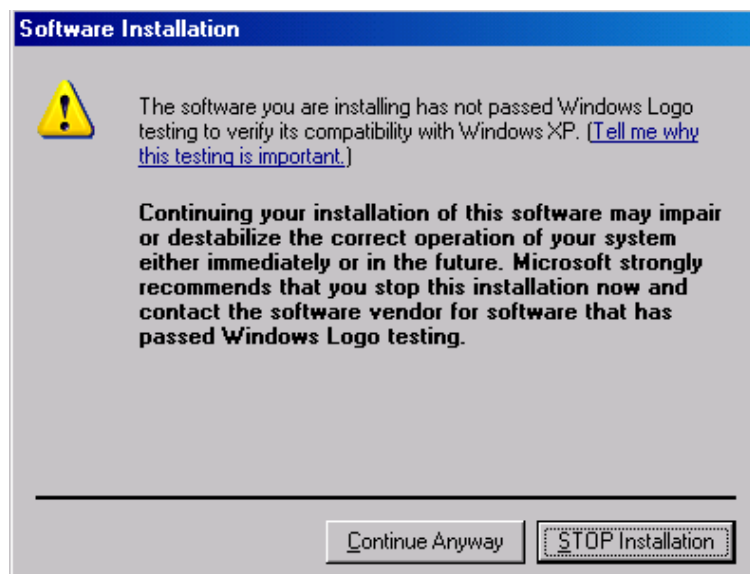 Software Installation
The software you are installing has not passed Windows Logo
testing to verify its compatibility with Windows XP. (Tell me why
this testing is important.)
Continuing your installation of this software may impair
or destabilize the correct operation of your system
either immediately or in the future. Microsoft strongly
recommends that you stop this installation now and
contact the software vendor for software that has
passed Windows Logo testing.
Continue Anyway
STOP Installation